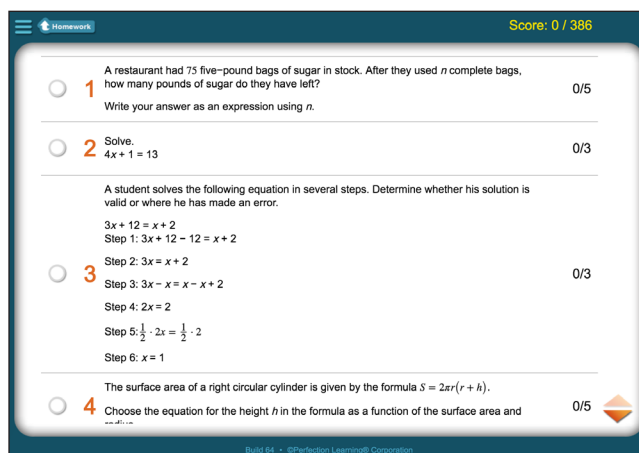 Homework
Score: 0 / 386
1
A restaurant had 75 five-pound bags of sugar in stock. After they used n complete bags,
how many pounds of sugar do they have left?
0/5
Write your answer as an expression using n.
2
Solve.
4x + 1 = 13
0/3
A student solves the following equation in several steps. Determine whether his solution is
valid or where he has made an error.
3x + 12 = x + 2
Step 1: 3x + 12 − 12 = x + 2
Step 2: 3x = x + 2
3
0/3
Step 3: 3x − x = x − x + 2
Step 4: 2x = 2
Step 5: 1/2 · 2x = 1/2 · 2
Step 6: x = 1
The surface area of a right circular cylinder is given by the formula S = 2πr(r + h).
4
Choose the equation for the height h in the formula as a function of the surface area and
0/5
Build 64 • ©Perfection Learning® Corporation